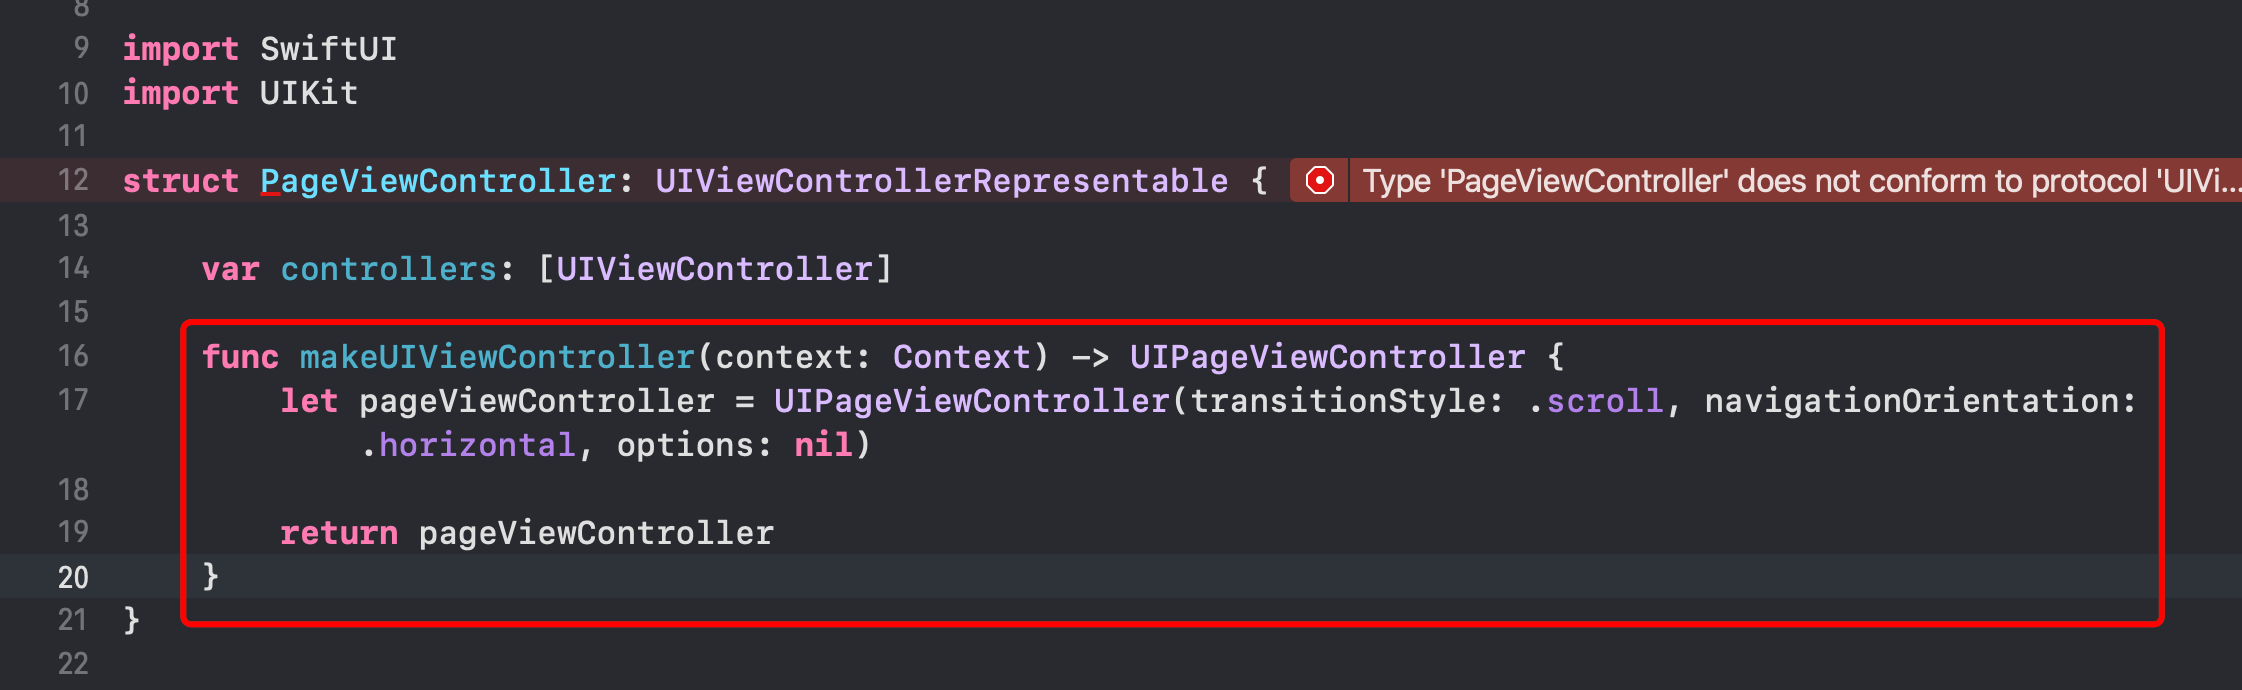 8
9 import SwiftUI
10 import UIKit
11
12 struct PageViewController: UIViewControllerRepresentable { Type 'PageViewController' does not conform to protocol 'UIVi...
13
14 var controllers: [UIViewController]
15
16 func makeUIViewController(context: Context) -> UIPageViewController {
17 let pageViewController = UIPageViewController(transitionStyle: .scroll, navigationOrientation:
.horizontal, options: nil)
18
19 return pageViewController
20 }
21 }
22